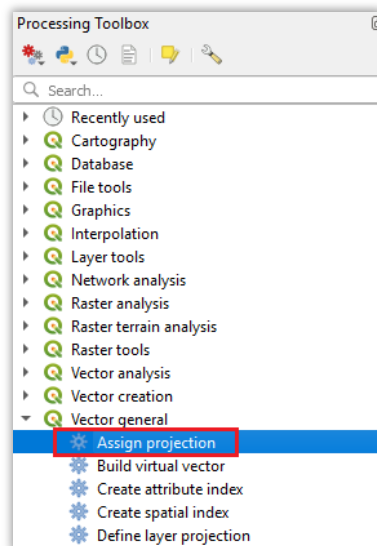 Processing Toolbox
Search...
Recently used
Cartography
Database
File tools
Graphics
Interpolation
Layer tools
Network analysis
Raster analysis
Raster terrain analysis
Raster tools
Vector analysis
Vector creation
Vector general
Assign projection
Build virtual vector
Create attribute index
Create spatial index
Define layer projection